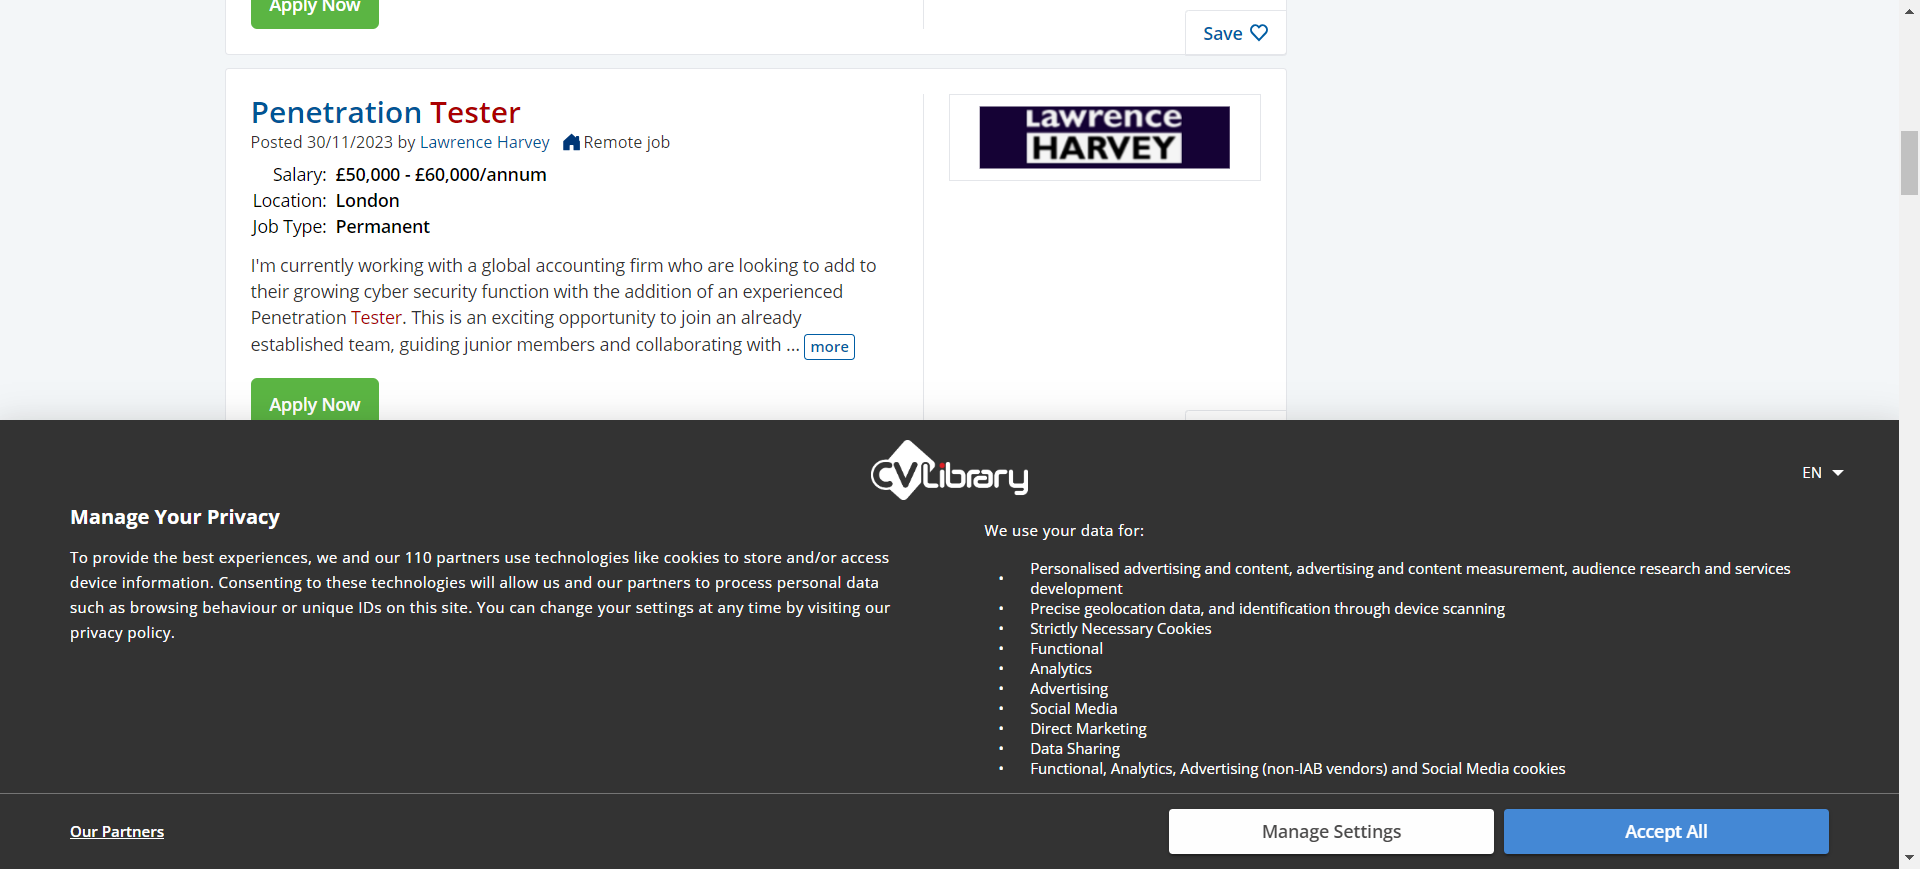 Apply Now
Save
Penetration Tester
Posted 30/11/2023 by Lawrence Harvey Remote job
Lawrence
HARVEY
Salary: £50,000 - £60,000/annum
Location: London
Job Type: Permanent
I'm currently working with a global accounting firm who are looking to add to
their growing cyber security function with the addition of an experienced
Penetration Tester. This is an exciting opportunity to join an already
established team, guiding junior members and collaborating with ... more
Apply Now
CVLibrary
EN
Manage Your Privacy
To provide the best experiences, we and our 110 partners use technologies like cookies to store and/or access
device information. Consenting to these technologies will allow us and our partners to process personal data
such as browsing behaviour or unique IDs on this site. You can change your settings at any time by visiting our
privacy policy.
We use your data for:
• Personalised advertising and content, advertising and content measurement, audience research and services
development
• Precise geolocation data, and identification through device scanning
• Strictly Necessary Cookies
• Functional
• Analytics
• Advertising
• Social Media
• Direct Marketing
• Data Sharing
• Functional, Analytics, Advertising (non-IAB vendors) and Social Media cookies
Our Partners
Manage Settings
Accept All